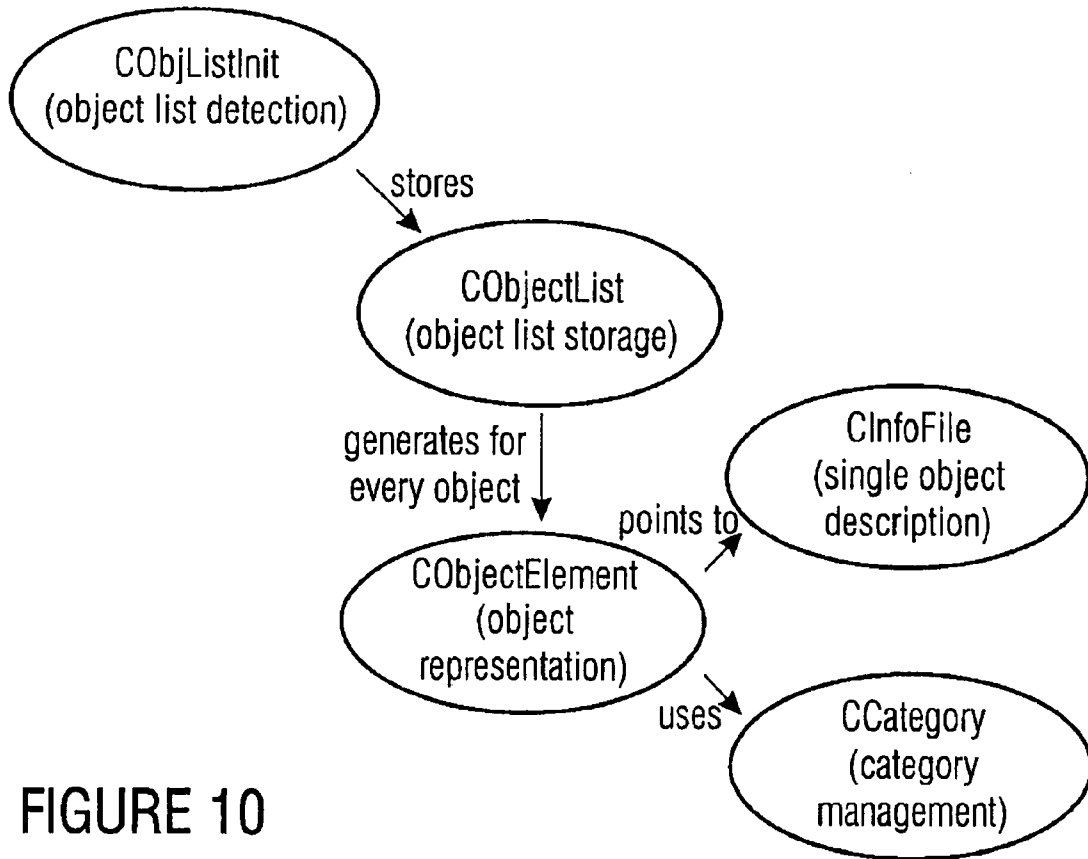 CObjListInit
(object list detection)
stores
CObjectList
(object list storage)
generates for
every object
CInfoFile
(single object
description)
points to
CObjectElement
(object
representation)
uses
CCategory
(category
management)
FIGURE 10